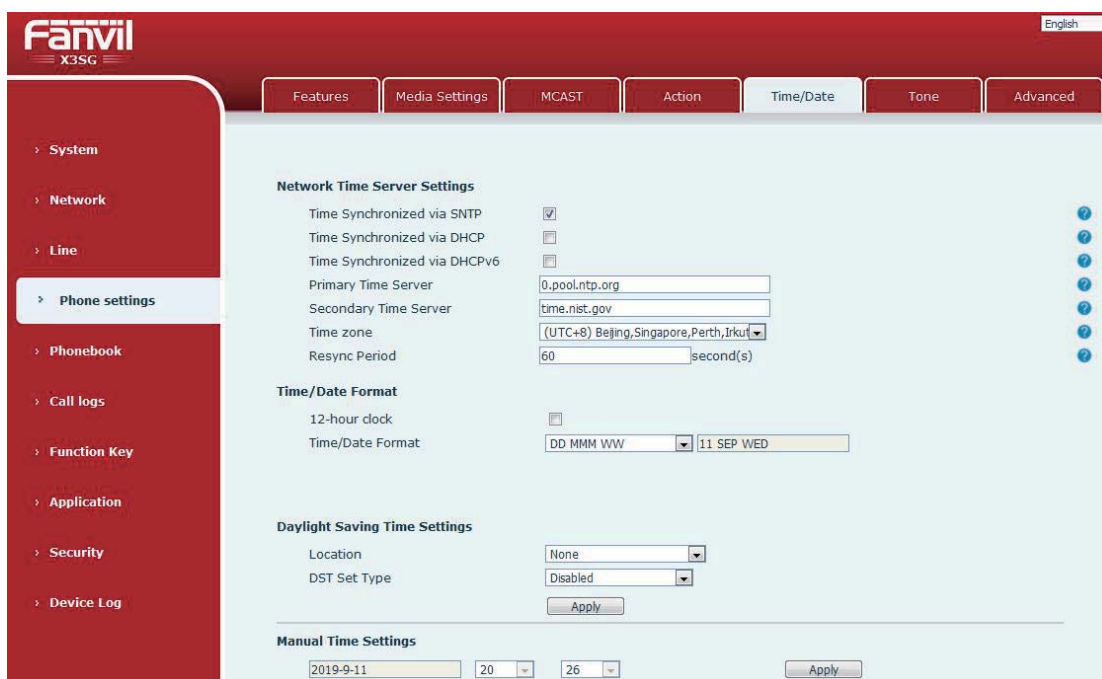 Fanvil
X3SG
English
Features Media Settings MCAST Action Time/Date Tone Advanced
› System
› Network
› Line
› Phone settings
› Phonebook
› Call logs
› Function Key
› Application
› Security
› Device Log
Network Time Server Settings
Time Synchronized via SNTP
Time Synchronized via DHCP
Time Synchronized via DHCPv6
Primary Time Server 0.pool.ntp.org
Secondary Time Server time.nist.gov
Time zone (UTC+8) Beijing,Singapore,Perth,Irkut
Resync Period 60 second(s)
Time/Date Format
12-hour clock
Time/Date Format DD MMM WW 11 SEP WED
Daylight Saving Time Settings
Location None
DST Set Type Disabled
Apply
Manual Time Settings
2019-9-11 20 26 Apply